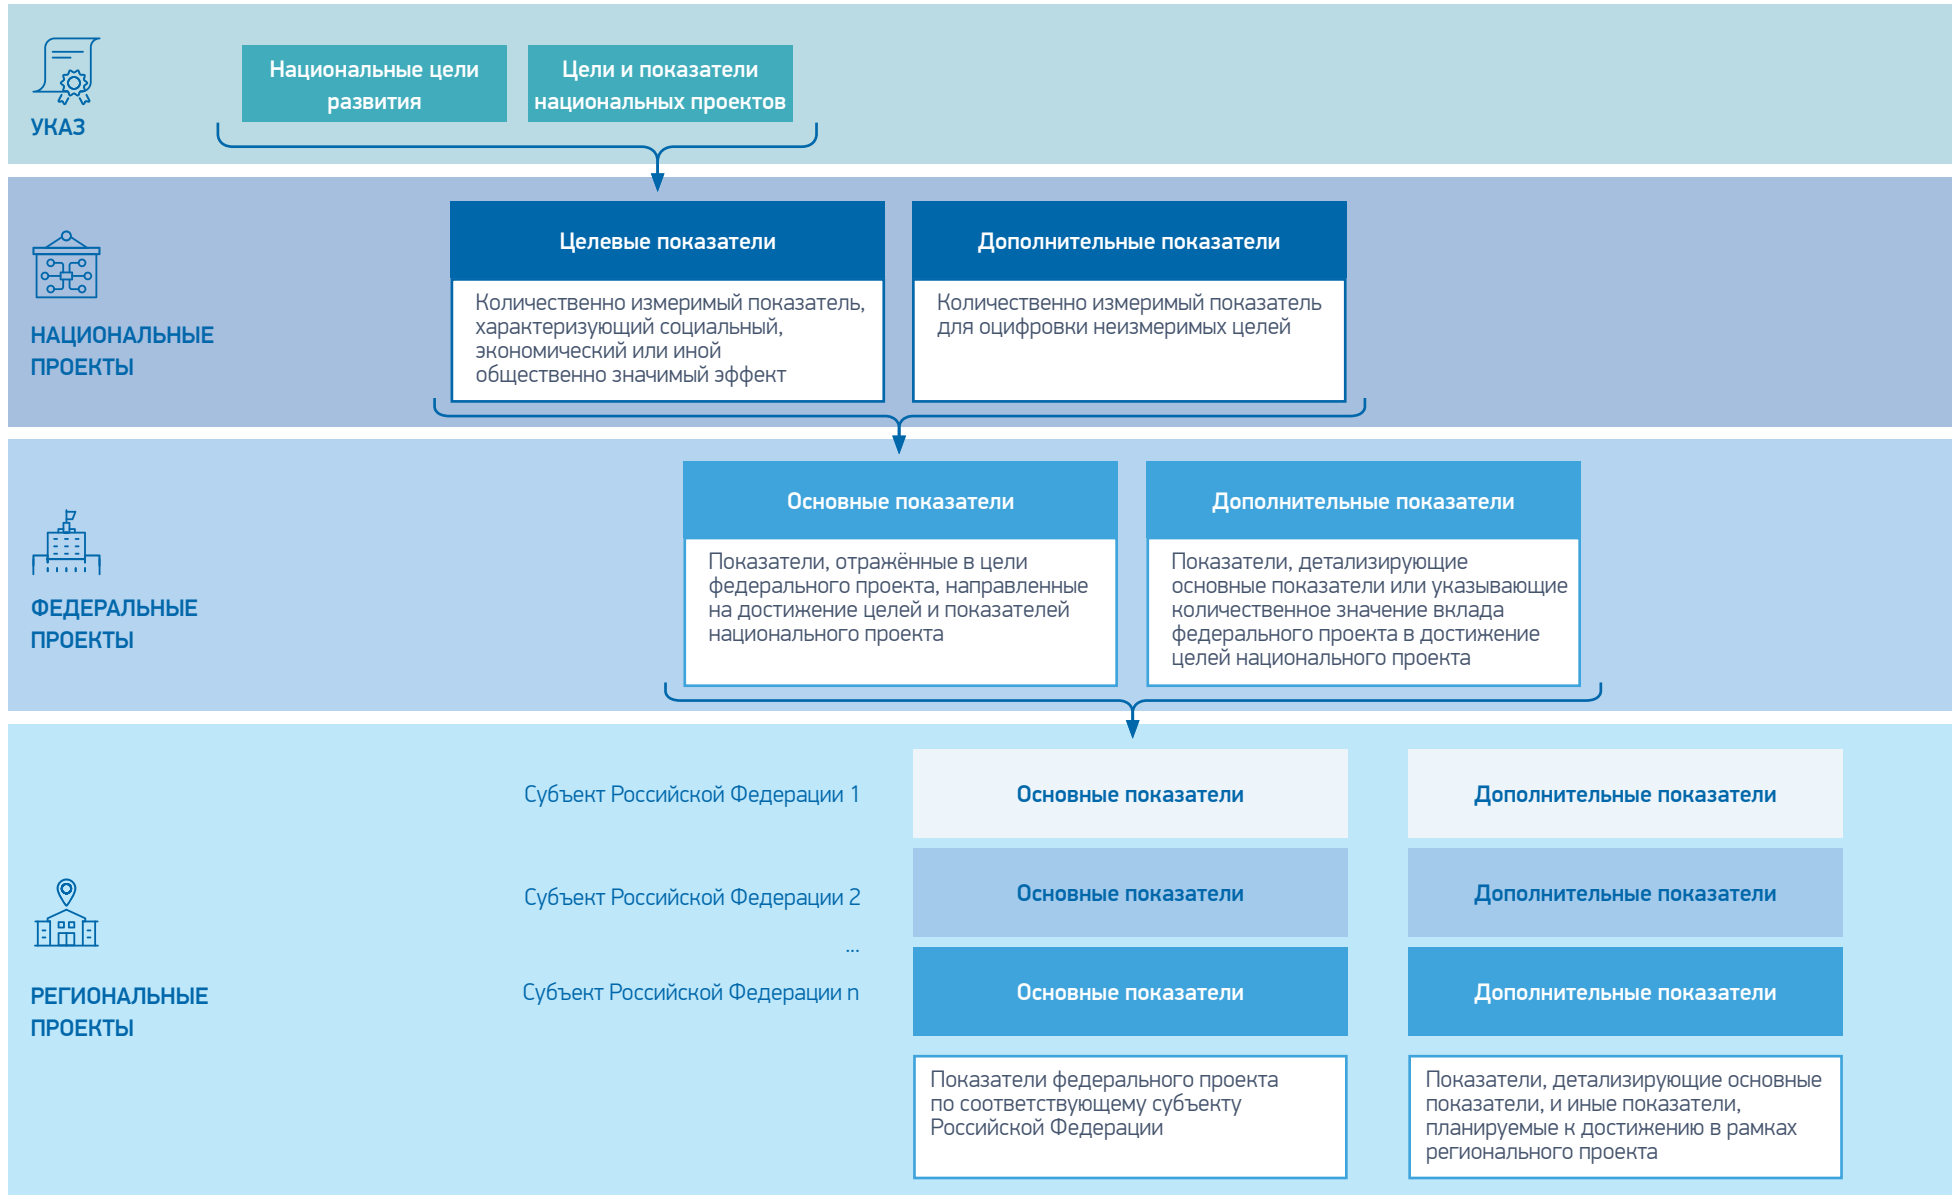 УКАЗ
Национальные цели
развития
Цели и показатели
национальных проектов
НАЦИОНАЛЬНЫЕ
ПРОЕКТЫ
Целевые показатели
Количественно измеримый показатель,
характеризующий социальный,
экономический или иной
общественно значимый эффект
Дополнительные показатели
Количественно измеримый показатель
для оцифровки неизмеримых целей
ФЕДЕРАЛЬНЫЕ
ПРОЕКТЫ
Основные показатели
Показатели, отражённые в цели
федерального проекта, направленные
на достижение целей и показателей
национального проекта
Дополнительные показатели
Показатели, детализирующие
основные показатели или указывающие
количественное значение вклада
федерального проекта в достижение
целей национального проекта
РЕГИОНАЛЬНЫЕ
ПРОЕКТЫ
Субъект Российской Федерации 1
Основные показатели
Дополнительные показатели
Субъект Российской Федерации 2
Основные показатели
Дополнительные показатели
...
Субъект Российской Федерации n
Основные показатели
Дополнительные показатели
Показатели федерального проекта
по соответствующему субъекту
Российской Федерации
Показатели, детализирующие основные
показатели, и иные показатели,
планируемые к достижению в рамках
регионального проекта